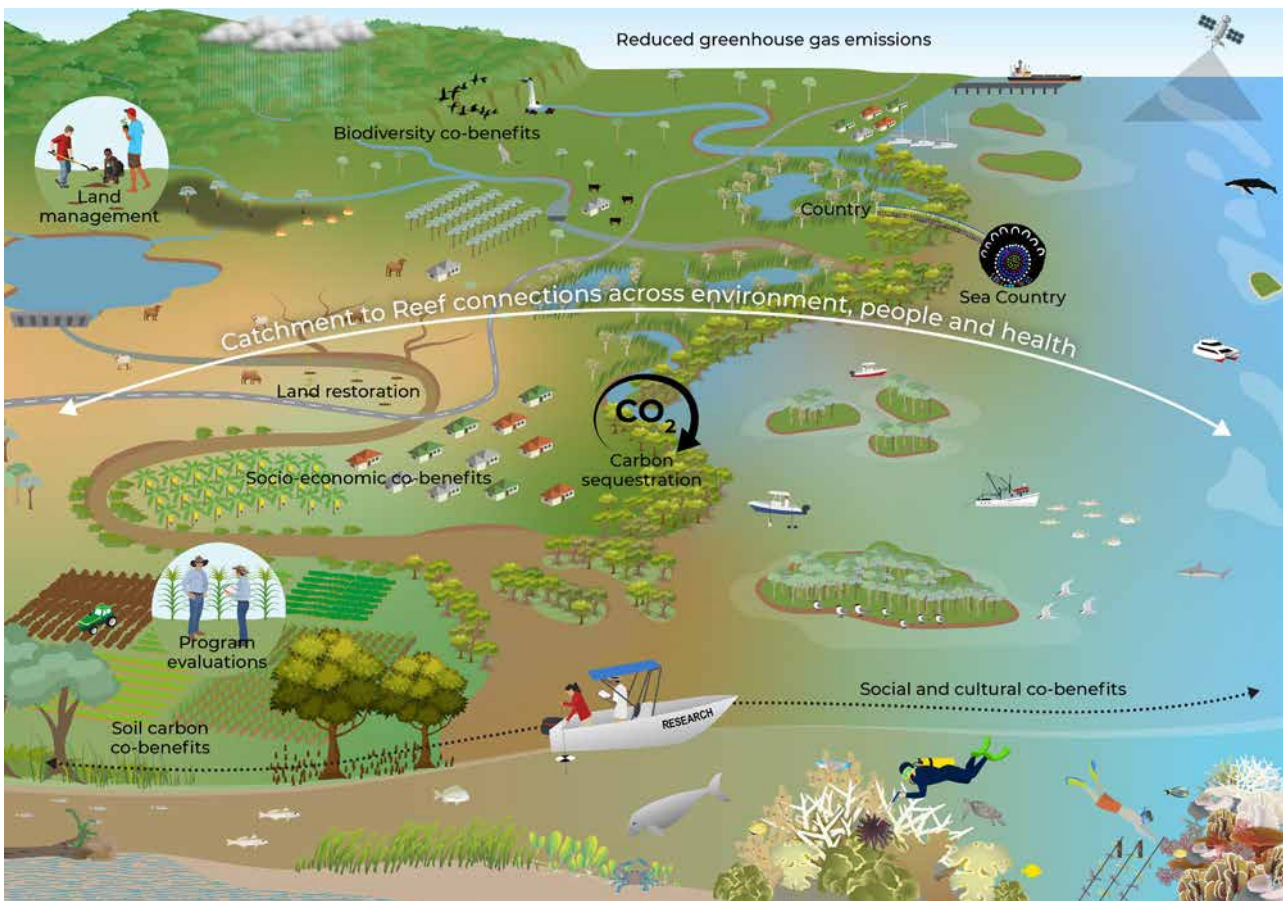 Reduced greenhouse gas emissions
Biodiversity co-benefits
Land
management
Country
Sea Country
Catchment to Reef connections across environment, people and health
Land restoration
CO₂
Carbon
sequestration
Socio-economic co-benefits
Program
evaluations
Social and cultural co-benefits
RESEARCH
Soil carbon
co-benefits